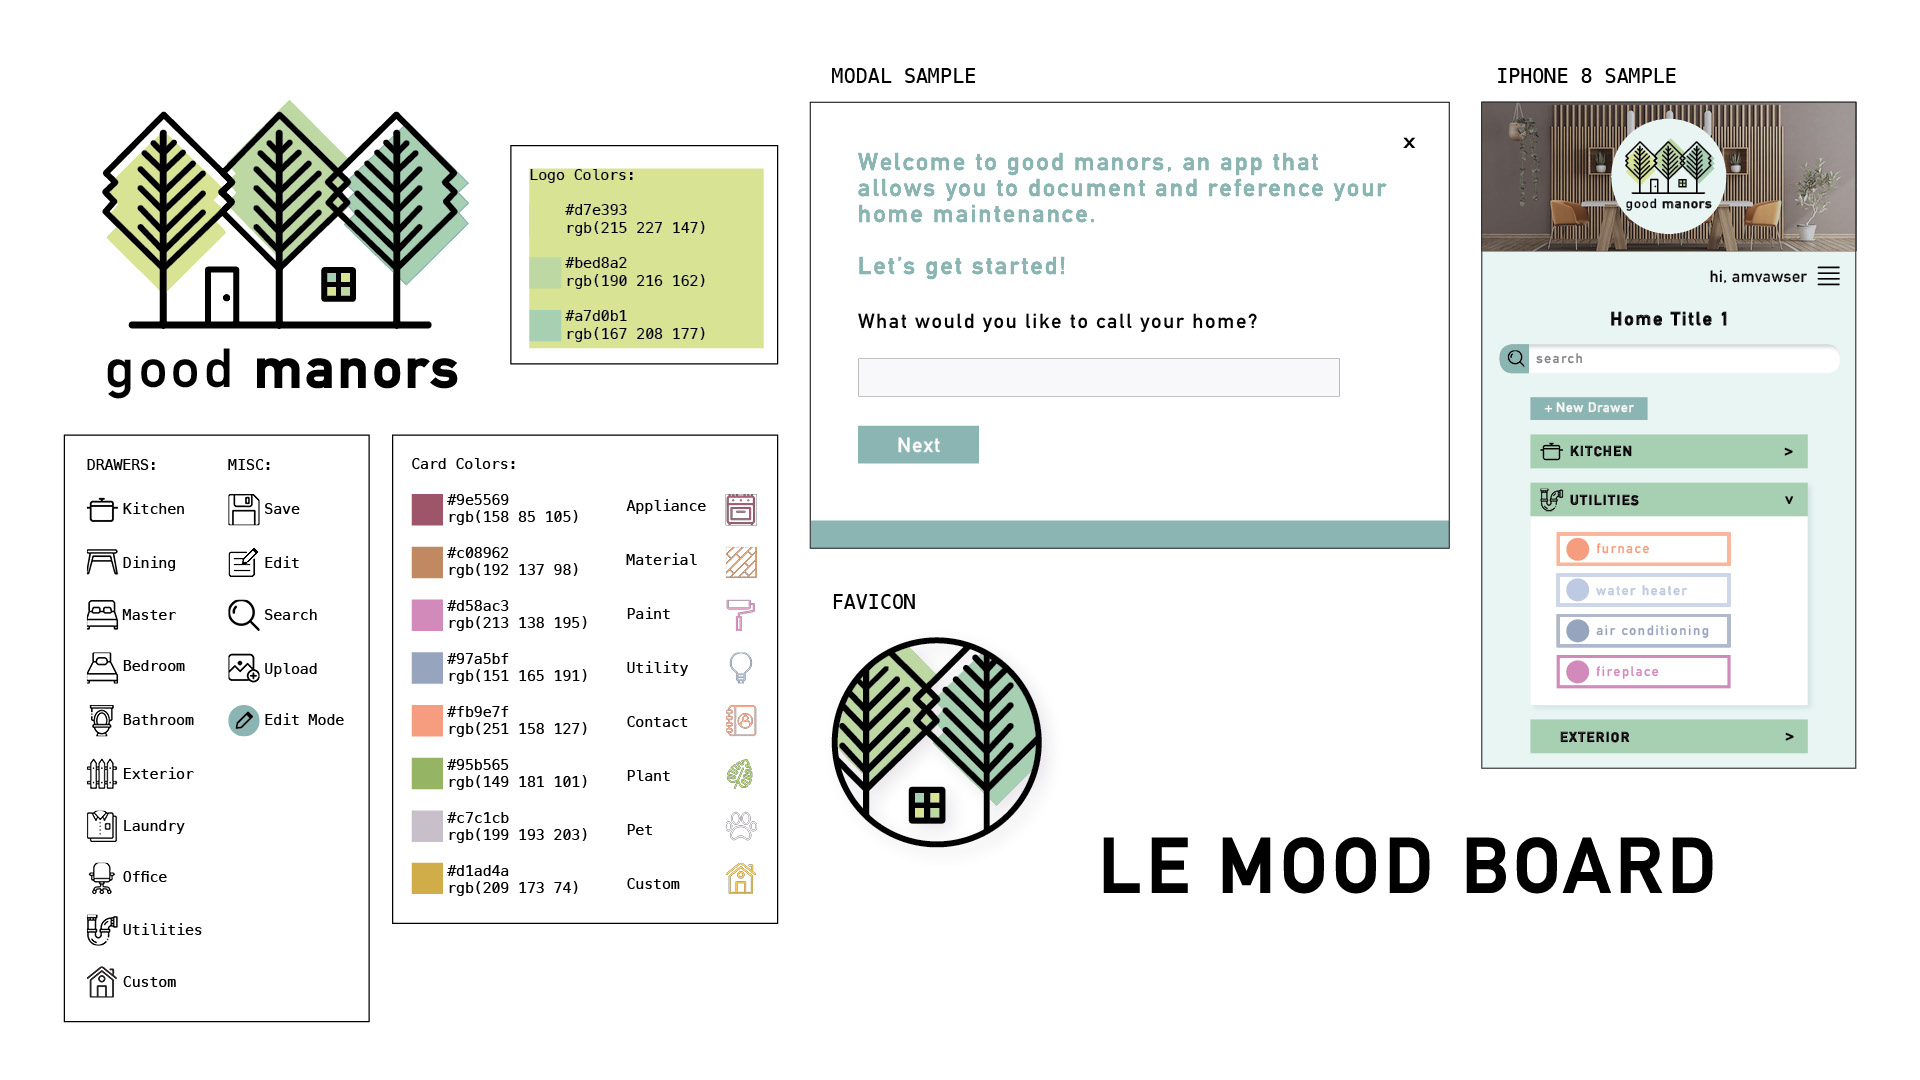 good manors
Logo Colors:
#d7e393
rgb(215 227 147)
#bed8a2
rgb(190 216 162)
#a7d0b1
rgb(167 208 177)
DRAWERS:
Kitchen
Dining
Master
Bedroom
Bathroom
Exterior
Laundry
Office
Utilities
Custom
MISC:
Save
Edit
Search
Upload
Edit Mode
Card Colors:
#9e5569
rgb(158 85 105)
Appliance
#c08962
rgb(192 137 98)
Material
#d58ac3
rgb(213 138 195)
Paint
#97a5bf
rgb(151 165 191)
Utility
#fb9e7f
rgb(251 158 127)
Contact
#95b565
rgb(149 181 101)
Plant
#c7c1cb
rgb(199 193 203)
Pet
#d1ad4a
rgb(209 173 74)
Custom
MODAL SAMPLE
x
Welcome to good manors, an app that
allows you to document and reference your
home maintenance.
Let's get started!
What would you like to call your home?
Next
FAVICON
IPHONE 8 SAMPLE
good manors
hi, amvawser
Home Title 1
search
+ New Drawer
KITCHEN >
UTILITIES v
furnace
water heater
air conditioning
fireplace
EXTERIOR >
LE MOOD BOARD